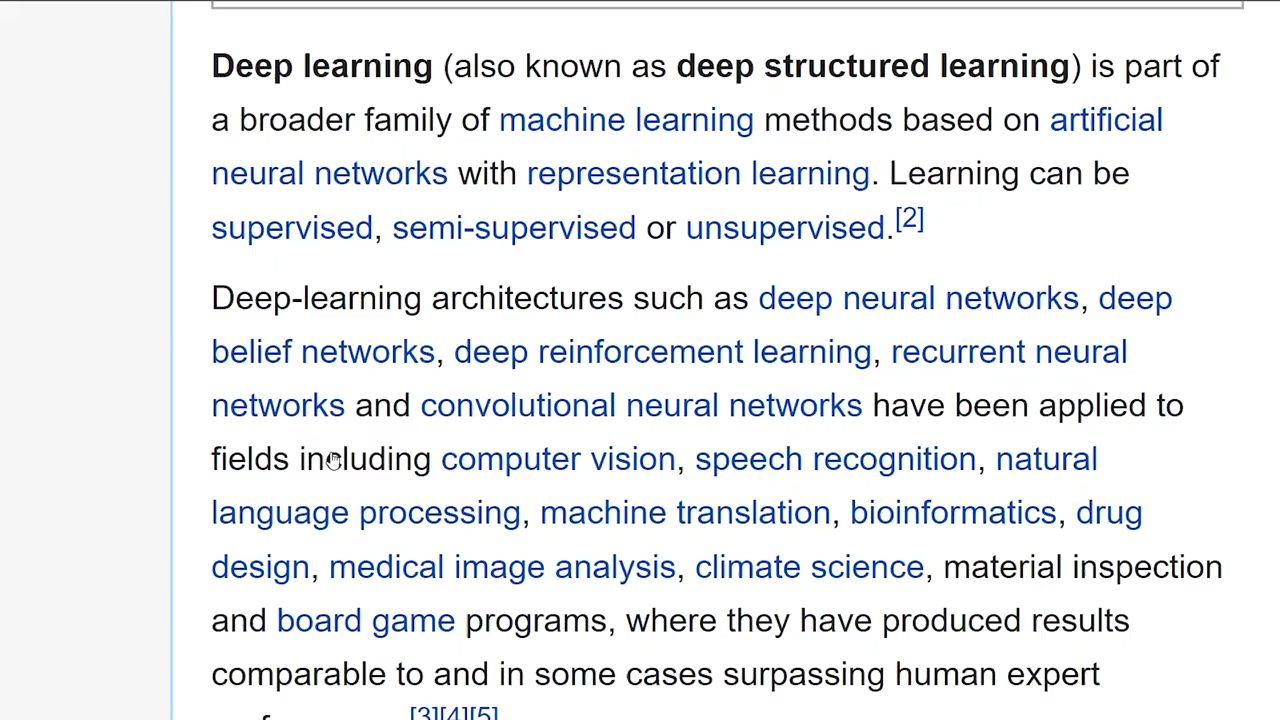 Deep learning (also known as deep structured learning) is part of
a broader family of machine learning methods based on artificial
neural networks with representation learning. Learning can be
supervised, semi-supervised or unsupervised.[2]
Deep-learning architectures such as deep neural networks, deep
belief networks, deep reinforcement learning, recurrent neural
networks and convolutional neural networks have been applied to
fields including computer vision, speech recognition, natural
language processing, machine translation, bioinformatics, drug
design, medical image analysis, climate science, material inspection
and board game programs, where they have produced results
comparable to and in some cases surpassing human expert
[3][4][5]